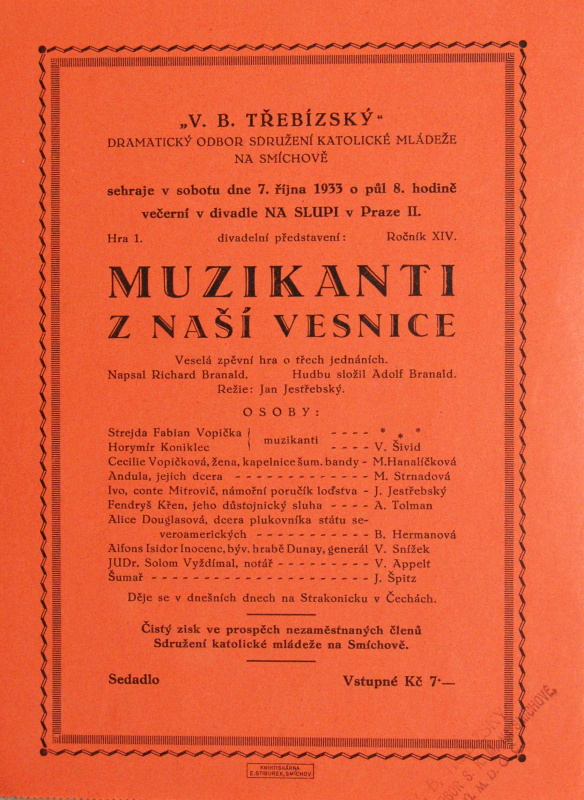 „V. B. TŘEBÍZSKÝ“
DRAMATICKÝ ODBOR SDRUŽENÍ KATOLICKÉ MLÁDEŽE
NA SMÍCHOVĚ
sehraje v sobotu dne 7. října 1933 o půl 8. hodině
večerní v divadle NA SLUPI v Praze II.
Hra 1. divadelní představení: Ročník XIV.
MUZIKANTI
Z NAŠÍ VESNICE
Veselá zpěvní hra o třech jednáních.
Napsal Richard Branald. Hudbu složil Adolf Branald.
Režie: Jan Jestřebský.
OSOBY:
Strejda Fabian Vopička - - - - * * *
Horymír Koniklec muzikanti - - - - V. Šivid
Cecilie Vopičková, žena, kapelnice šum. bandy - M. Hanalíčková
Andula, jejich dcera - - - - - - - - - - - - - - M. Strnadová
Ivo, conte Mitrovič, námořní poručík loďstva - J. Jestřebský
Fendryš Křen, jeho důstojnický sluha - - - - A. Tolman
Alice Douglasová, dcera plukovníka státu se-
veroamerických - - - - - - - - - - - - B. Hermanová
Alfons Isidor Inocenc, býv. hrabě Dunay, generál V. Snížek
JUDr. Solom Vyždímal, notář - - - - - - - - - V. Appelt
Šumař - - - - - - - - - - - - - - - - - - - - - - J. Špitz
Děje se v dnešních dnech na Strakonicku v Čechách.
Čistý zisk ve prospěch nezaměstnaných členů
Sdružení katolické mládeže na Smíchově.
Sedadlo Vstupné Kč 7·—
KNIHTISKÁRNA
E. STIBUREK, SMÍCHOV